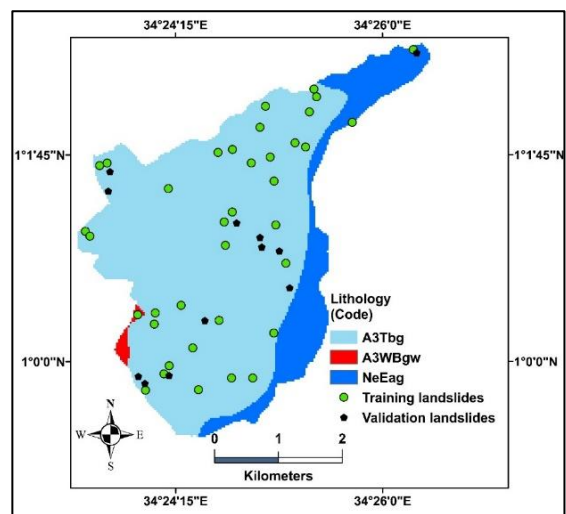 34°24'15"E 34°26'0"E
1°1'45"N 1°1'45"N
1°0'0"N 1°0'0"N
Lithology
(Code)
A3Tbg
A3WBgw
NeEag
Training landslides
Validation landslides
N
W E
S
0 1 2
Kilometers
34°24'15"E 34°26'0"E